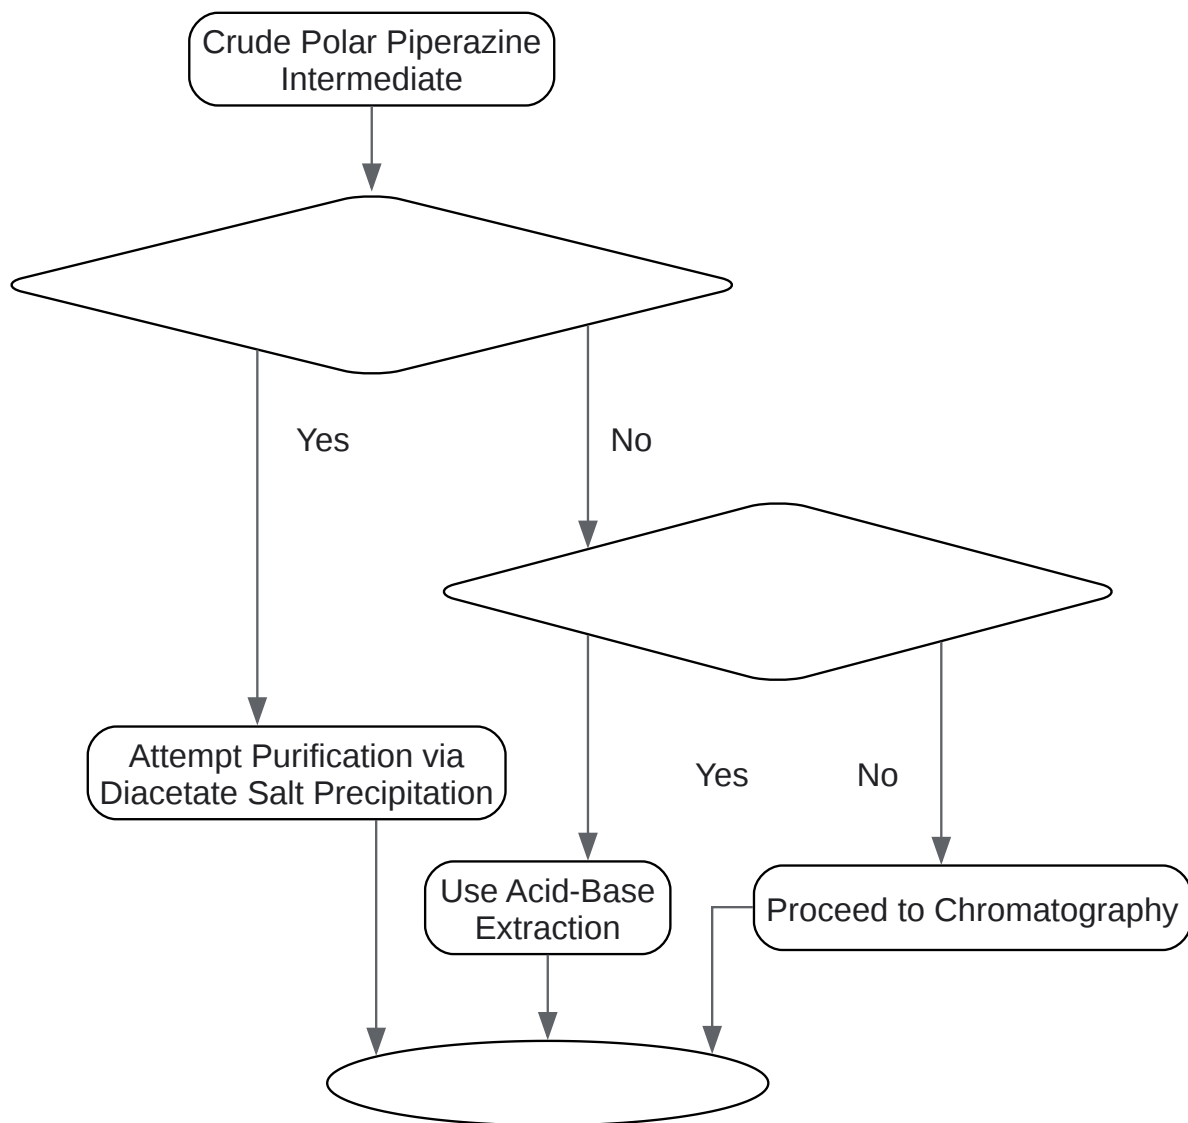 Crude Polar Piperazine
Intermediate
Yes
No
Attempt Purification via
Diacetate Salt Precipitation
Yes
No
Use Acid-Base
Extraction
Proceed to Chromatography